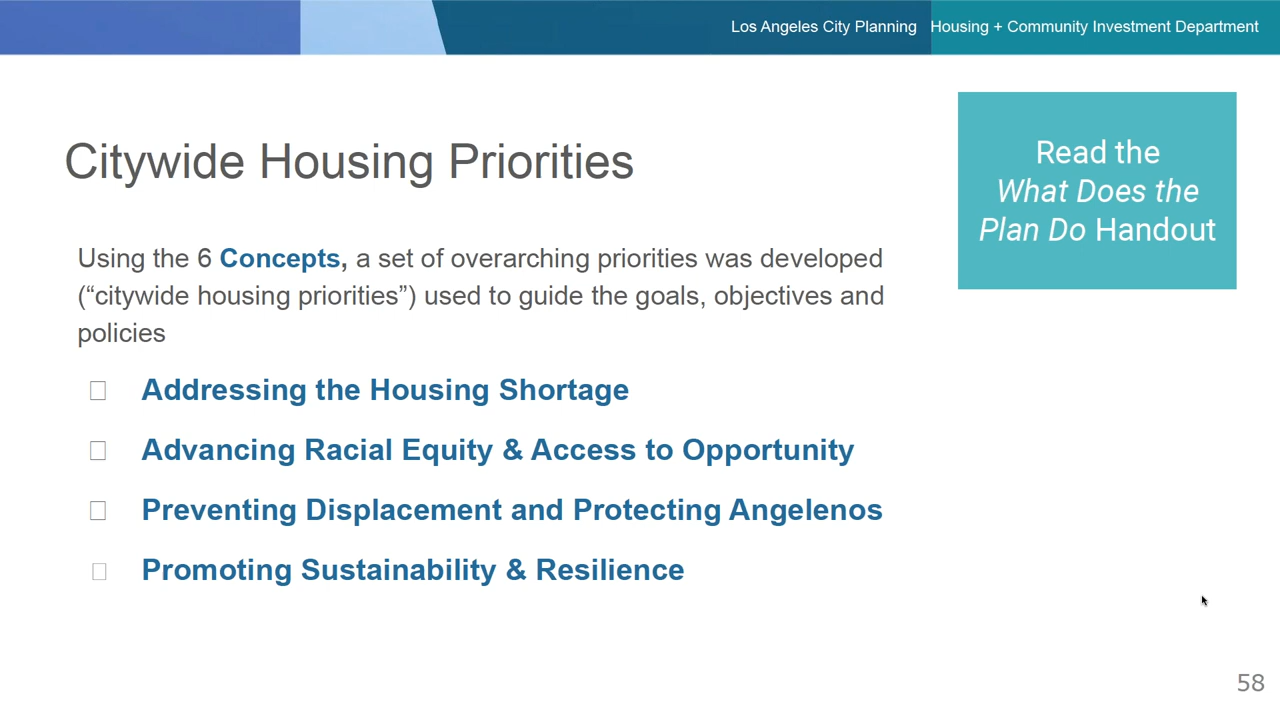 Los Angeles City Planning Housing + Community Investment Department
Citywide Housing Priorities
Read the
What Does the
Plan Do Handout
Using the 6 Concepts, a set of overarching priorities was developed
(“citywide housing priorities”) used to guide the goals, objectives and
policies
Addressing the Housing Shortage
Advancing Racial Equity & Access to Opportunity
Preventing Displacement and Protecting Angelenos
Promoting Sustainability & Resilience
58